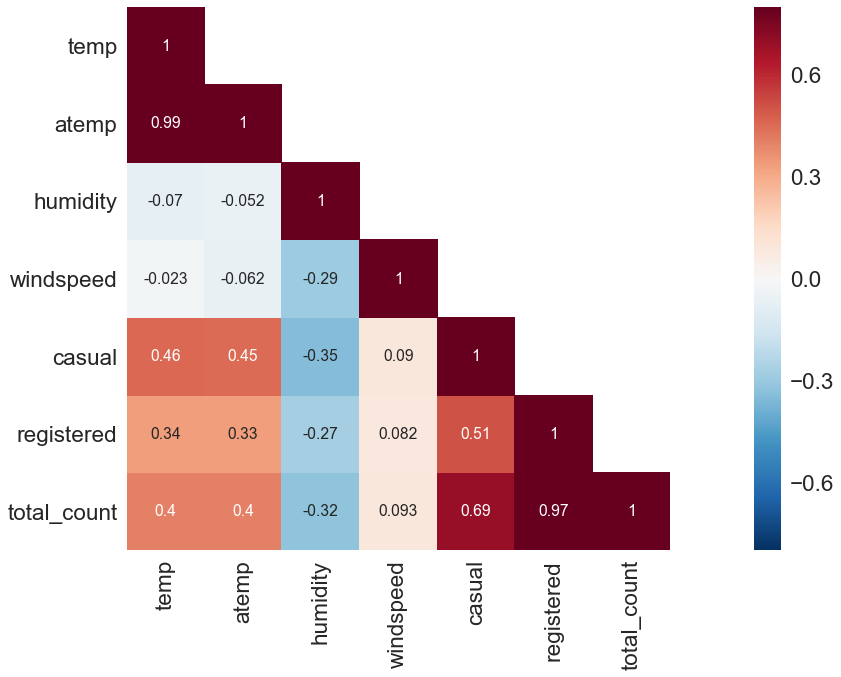 temp 1
atemp 0.99 1
humidity -0.07 -0.052 1
windspeed -0.023 -0.062 -0.29 1
casual 0.46 0.45 -0.35 0.09 1
registered 0.34 0.33 -0.27 0.082 0.51 1
total_count 0.4 0.4 -0.32 0.093 0.69 0.97 1
temp atemp humidity windspeed casual registered total_count
0.6
0.3
0.0
−0.3
−0.6